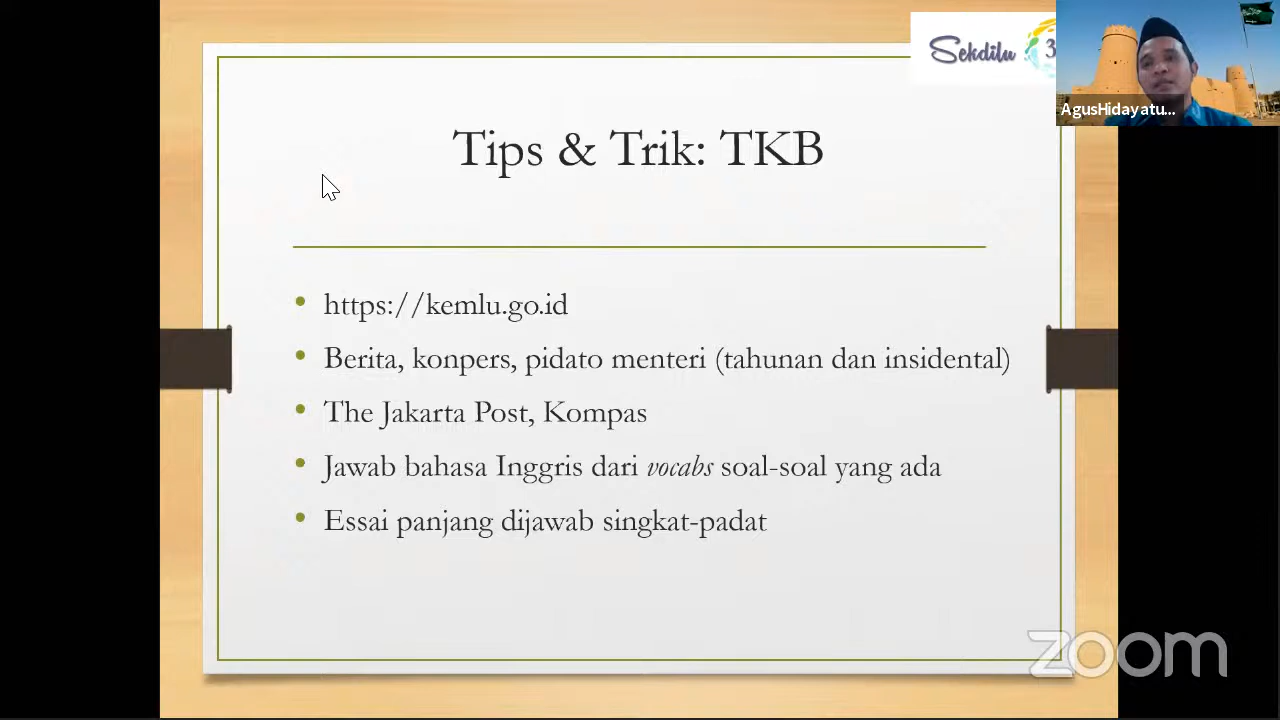 Sekdilu 3
AgusHidayatu...
Tips & Trik: TKB
• https://kemlu.go.id
• Berita, konpers, pidato menteri (tahunan dan insidental)
• The Jakarta Post, Kompas
• Jawab bahasa Inggris dari vocabs soal-soal yang ada
• Essai panjang dijawab singkat-padat
zoom